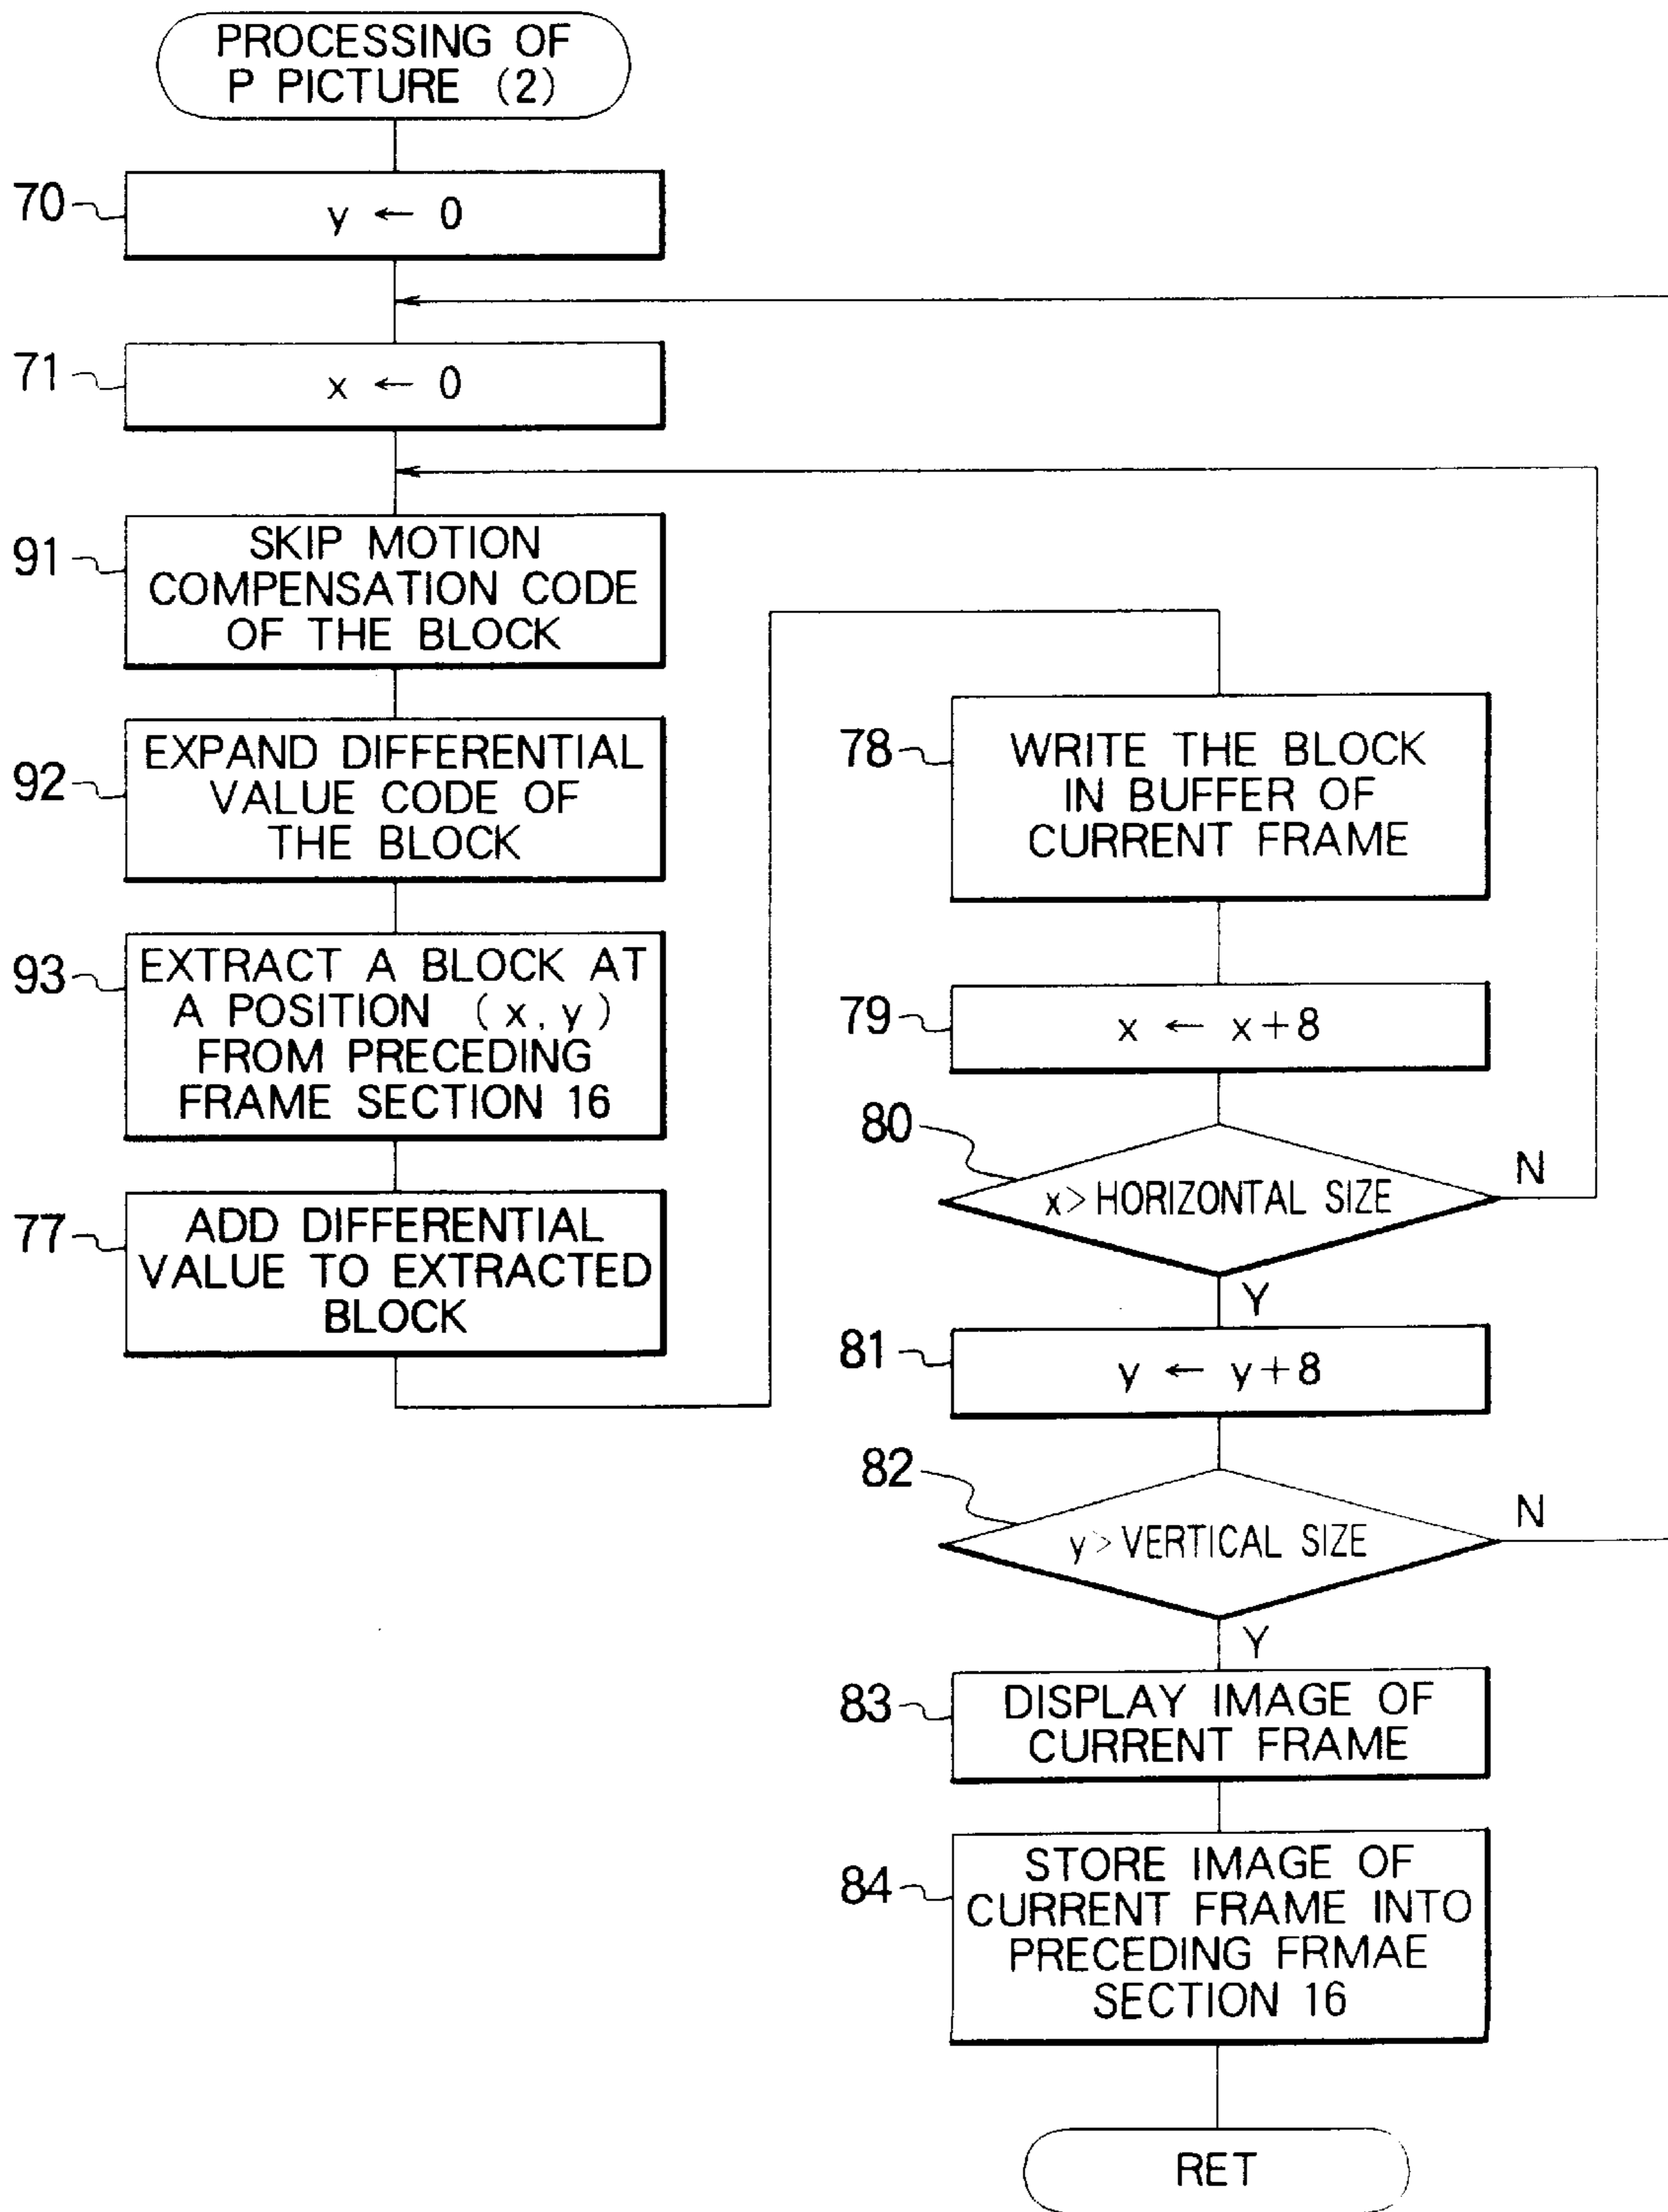 PROCESSING OF
P PICTURE (2)
70
y ← 0
71
x ← 0
91
SKIP MOTION
COMPENSATION CODE
OF THE BLOCK
92
EXPAND DIFFERENTIAL
VALUE CODE OF
THE BLOCK
93
EXTRACT A BLOCK AT
A POSITION (x, y)
FROM PRECEDING
FRAME SECTION 16
77
ADD DIFFERENTIAL
VALUE TO EXTRACTED
BLOCK
78
WRITE THE BLOCK
IN BUFFER OF
CURRENT FRAME
79
x ← x+8
80
x>HORIZONTAL SIZE
N
Y
81
y ← y+8
82
y>VERTICAL SIZE
N
Y
83
DISPLAY IMAGE OF
CURRENT FRAME
84
STORE IMAGE OF
CURRENT FRAME INTO
PRECEDING FRMAE
SECTION 16
RET